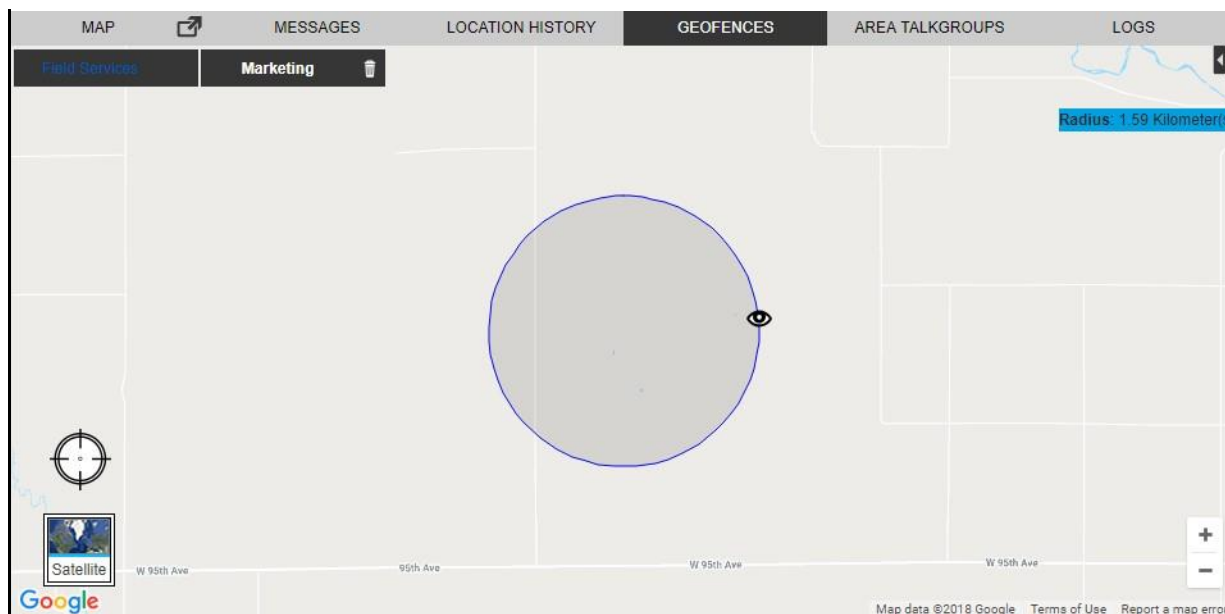 MAP MESSAGES LOCATION HISTORY GEOFENCES AREA TALKGROUPS LOGS
Field Services Marketing
Radius: 1.59 Kilometer(s
Satellite
W 95th Ave 95th Ave W 95th Ave W 95th Ave
+
−
Google
Map data ©2018 Google Terms of Use Report a map err